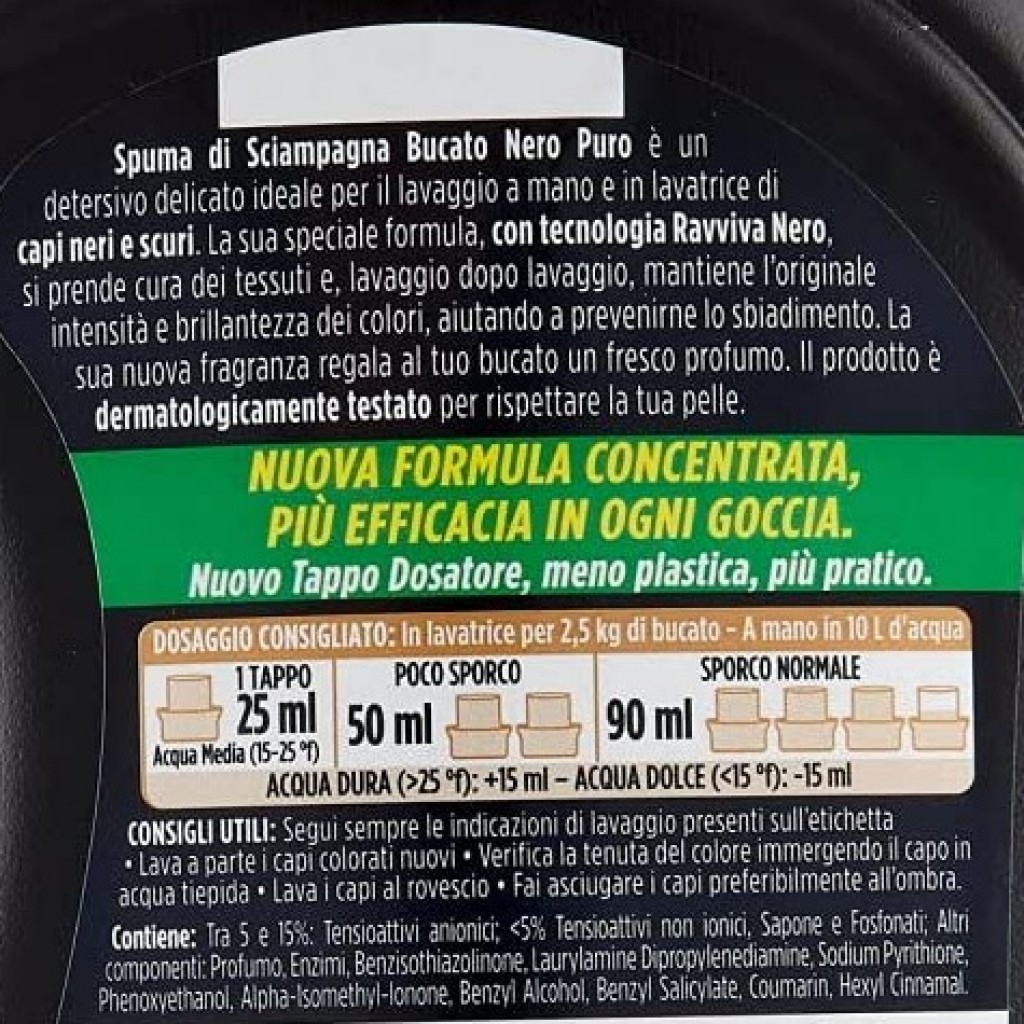 Spuma di Sciampagna Bucato Nero Puro è un
detersivo delicato ideale per il lavaggio a mano e in lavatrice di
capi neri e scuri. La sua speciale formula, con tecnologia Ravviva Nero,
si prende cura dei tessuti e, lavaggio dopo lavaggio, mantiene l'originale
intensità e brillantezza dei colori, aiutando a prevenirne lo sbiadimento. La
sua nuova fragranza regala al tuo bucato un fresco profumo. Il prodotto è
dermatologicamente testato per rispettare la tua pelle.
NUOVA FORMULA CONCENTRATA,
PIÙ EFFICACIA IN OGNI GOCCIA.
Nuovo Tappo Dosatore, meno plastica, più pratico.
DOSAGGIO CONSIGLIATO: In lavatrice per 2,5 kg di bucato - A mano in 10 L d'acqua
1 TAPPO
25 ml
Acqua Media (15-25 °f)
POCO SPORCO
50 ml
SPORCO NORMALE
90 ml
ACQUA DURA (>25 °f): +15 ml – ACQUA DOLCE (<15 °f): -15 ml
CONSIGLI UTILI: Segui sempre le indicazioni di lavaggio presenti sull'etichetta
• Lava a parte i capi colorati nuovi • Verifica la tenuta del colore immergendo il capo in
acqua tiepida • Lava i capi al rovescio • Fai asciugare i capi preferibilmente all'ombra.
Contiene: Tra 5 e 15%: Tensioattivi anionici; <5% Tensioattivi non ionici, Sapone e Fosfonati; Altri
componenti: Profumo, Enzimi, Benzisothiazolinone, Laurylamine Dipropylenediamine, Sodium Pyrithione,
Phenoxyethanol, Alpha-Isomethyl-Ionone, Benzyl Alcohol, Benzyl Salicylate, Coumarin, Hexyl Cinnamal.